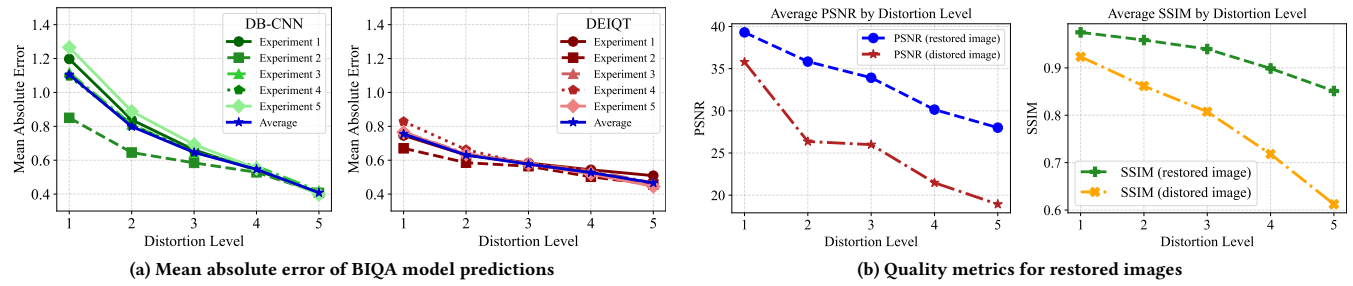 DB-CNN
Experiment 1
Experiment 2
Experiment 3
Experiment 4
Experiment 5
Average
Mean Absolute Error
1.4
1.2
1.0
0.8
0.6
0.4
1 2 3 4 5
Distortion Level
DEIQT
Experiment 1
Experiment 2
Experiment 3
Experiment 4
Experiment 5
Average
Mean Absolute Error
1.4
1.2
1.0
0.8
0.6
0.4
1 2 3 4 5
Distortion Level
(a) Mean absolute error of BIQA model predictions
Average PSNR by Distortion Level
PSNR (restored image)
PSNR (distored image)
PSNR
40
35
30
25
20
1 2 3 4 5
Distortion Level
Average SSIM by Distortion Level
SSIM (restored image)
SSIM (distored image)
SSIM
0.9
0.8
0.7
0.6
1 2 3 4 5
Distortion Level
(b) Quality metrics for restored images